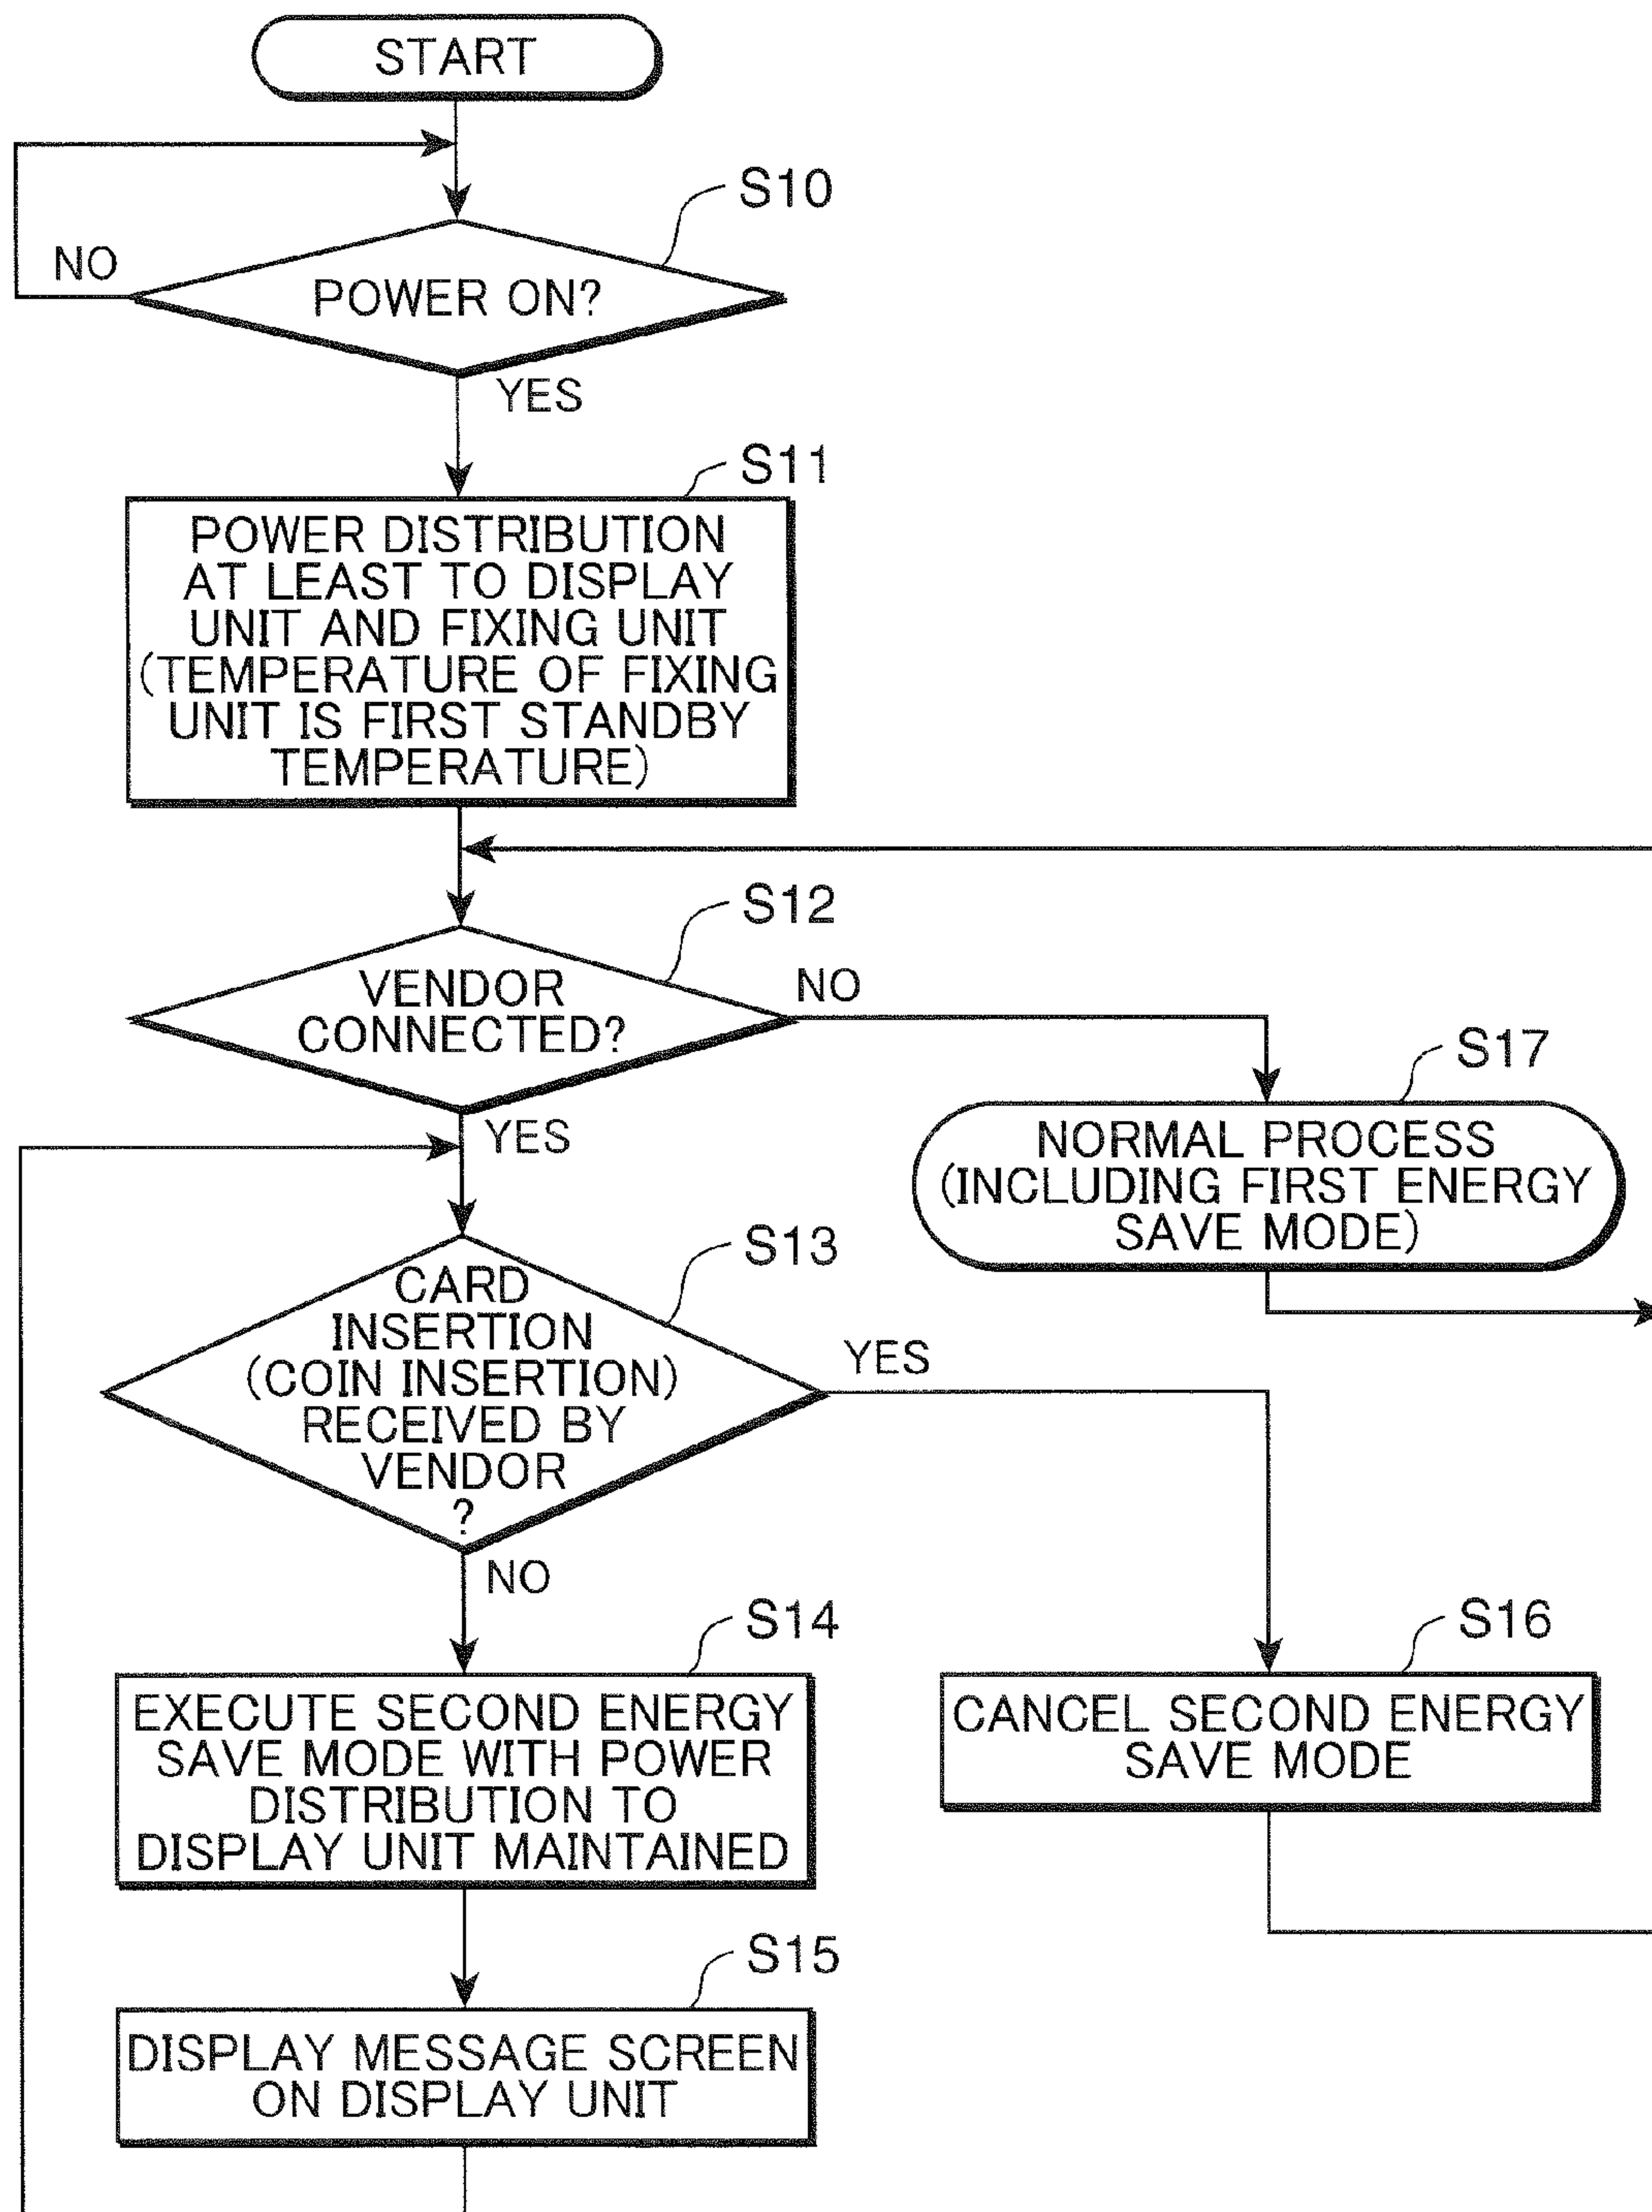 START
S10
NO
POWER ON?
YES
S11
POWER DISTRIBUTION
AT LEAST TO DISPLAY
UNIT AND FIXING UNIT
(TEMPERATURE OF FIXING
UNIT IS FIRST STANDBY
TEMPERATURE)
S12
VENDOR
CONNECTED?
NO
YES
S17
NORMAL PROCESS
(INCLUDING FIRST ENERGY
SAVE MODE)
S13
CARD
INSERTION
(COIN INSERTION)
RECEIVED BY
VENDOR
?
YES
NO
S14
EXECUTE SECOND ENERGY
SAVE MODE WITH POWER
DISTRIBUTION TO
DISPLAY UNIT MAINTAINED
S16
CANCEL SECOND ENERGY
SAVE MODE
S15
DISPLAY MESSAGE SCREEN
ON DISPLAY UNIT